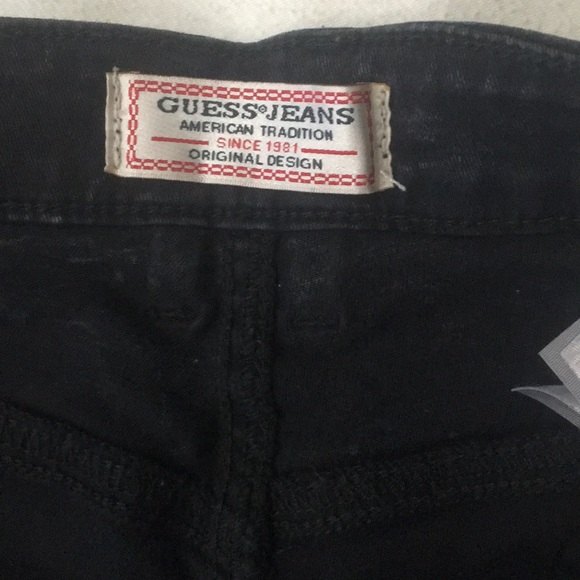 GUESS®JEANS
AMERICAN TRADITION
SINCE 1981
ORIGINAL DESIGN